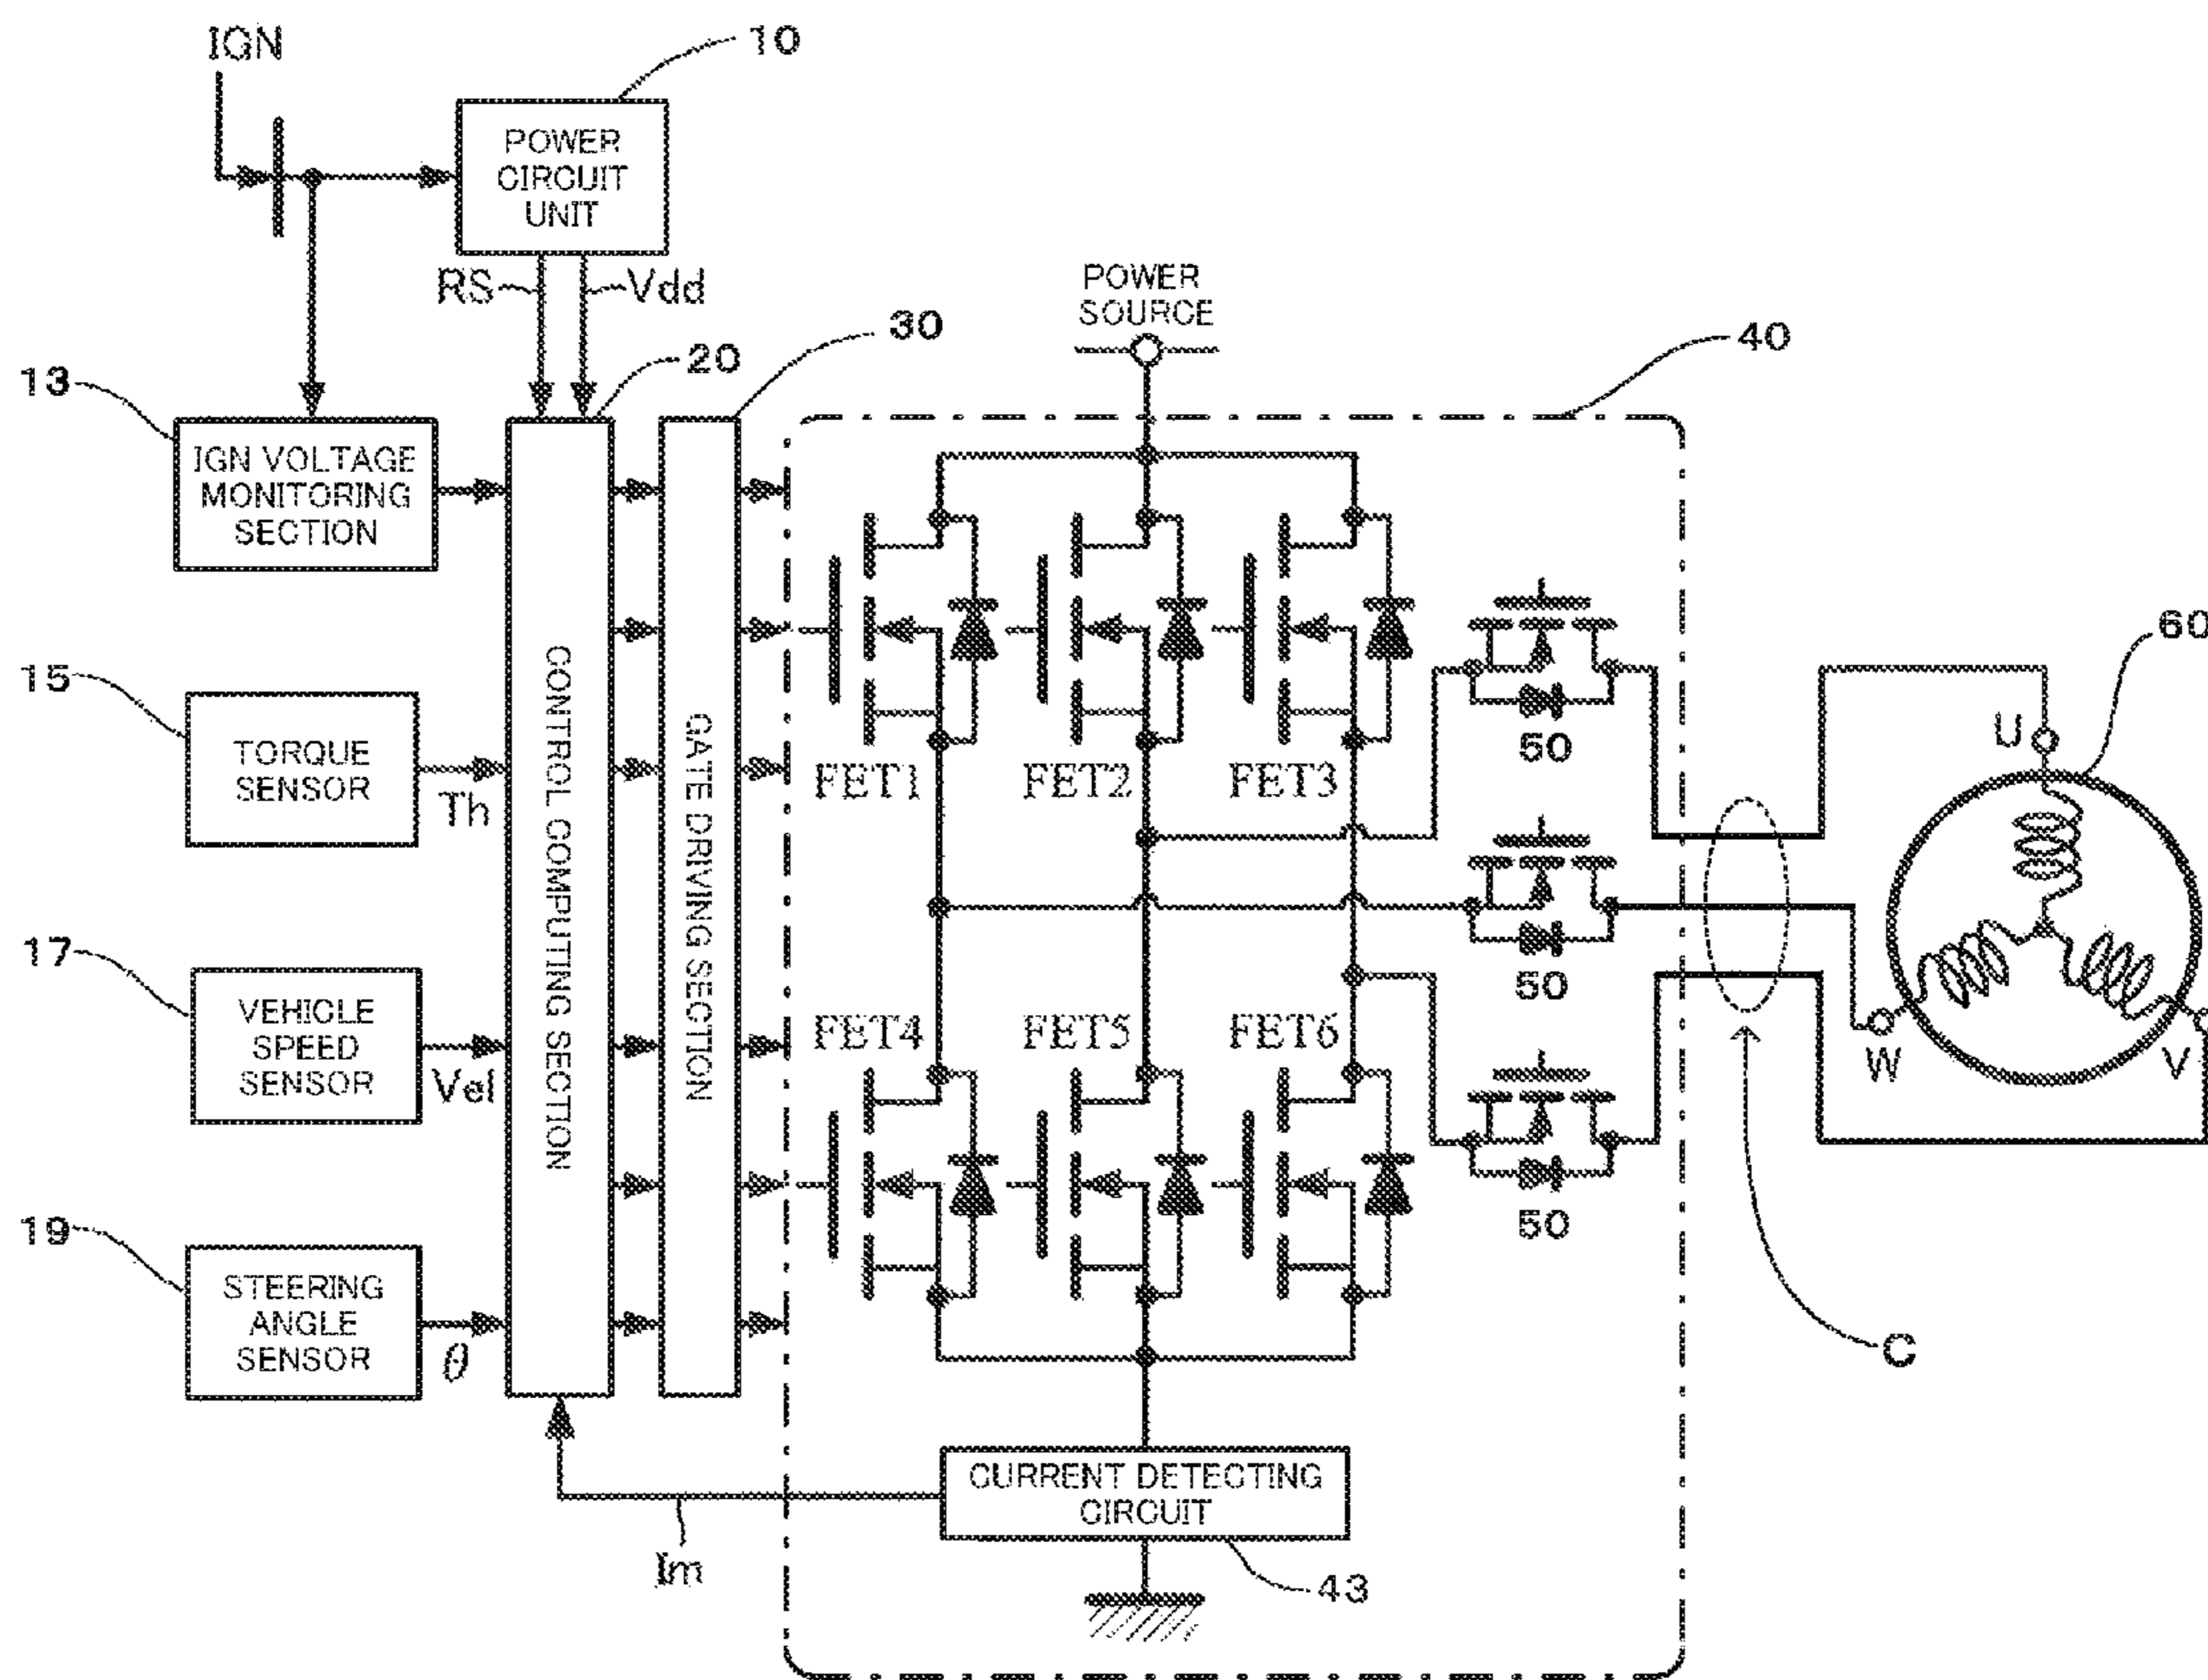 IGN
10
POWER
CIRCUIT
UNIT
RS
Vdd
POWER
SOURCE
30
40
20
13
IGN VOLTAGE
MONITORING
SECTION
60
15
TORQUE
SENSOR
Th
CONTROL COMPUTING SECTION
GATE DRIVING SECTION
FET1
FET2
FET3
50
U
17
VEHICLE
SPEED
SENSOR
Vel
50
FET4
FET5
FET6
W
V
50
19
STEERING
ANGLE
SENSOR
θ
C
CURRENT DETECTING
CIRCUIT
Im
43